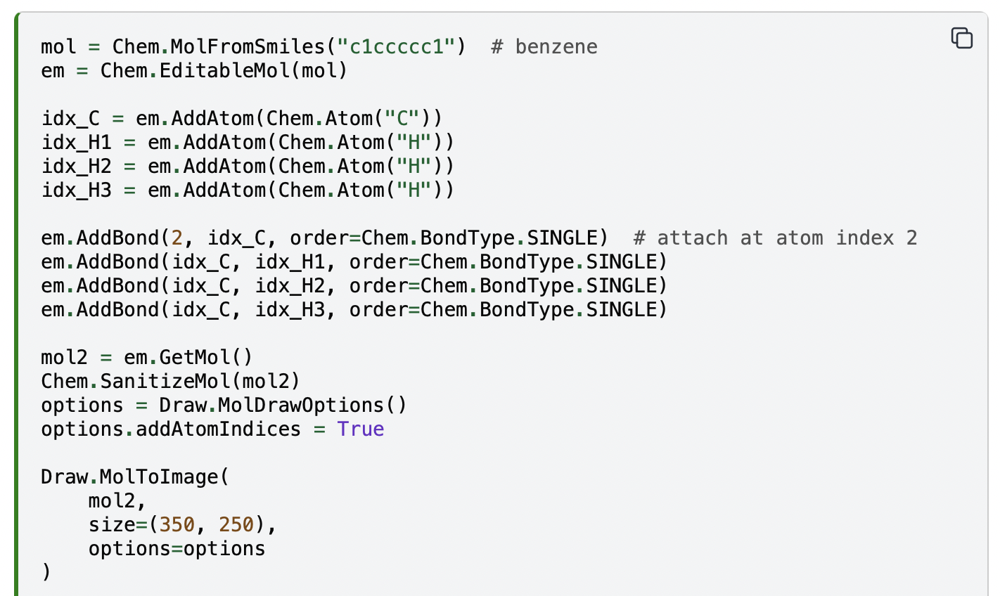 mol = Chem.MolFromSmiles("c1ccccc1")  # benzene
em = Chem.EditableMol(mol)

idx_C = em.AddAtom(Chem.Atom("C"))
idx_H1 = em.AddAtom(Chem.Atom("H"))
idx_H2 = em.AddAtom(Chem.Atom("H"))
idx_H3 = em.AddAtom(Chem.Atom("H"))

em.AddBond(2, idx_C, order=Chem.BondType.SINGLE)  # attach at atom index 2
em.AddBond(idx_C, idx_H1, order=Chem.BondType.SINGLE)
em.AddBond(idx_C, idx_H2, order=Chem.BondType.SINGLE)
em.AddBond(idx_C, idx_H3, order=Chem.BondType.SINGLE)

mol2 = em.GetMol()
Chem.SanitizeMol(mol2)
options = Draw.MolDrawOptions()
options.addAtomIndices = True

Draw.MolToImage(
    mol2,
    size=(350, 250),
    options=options
)